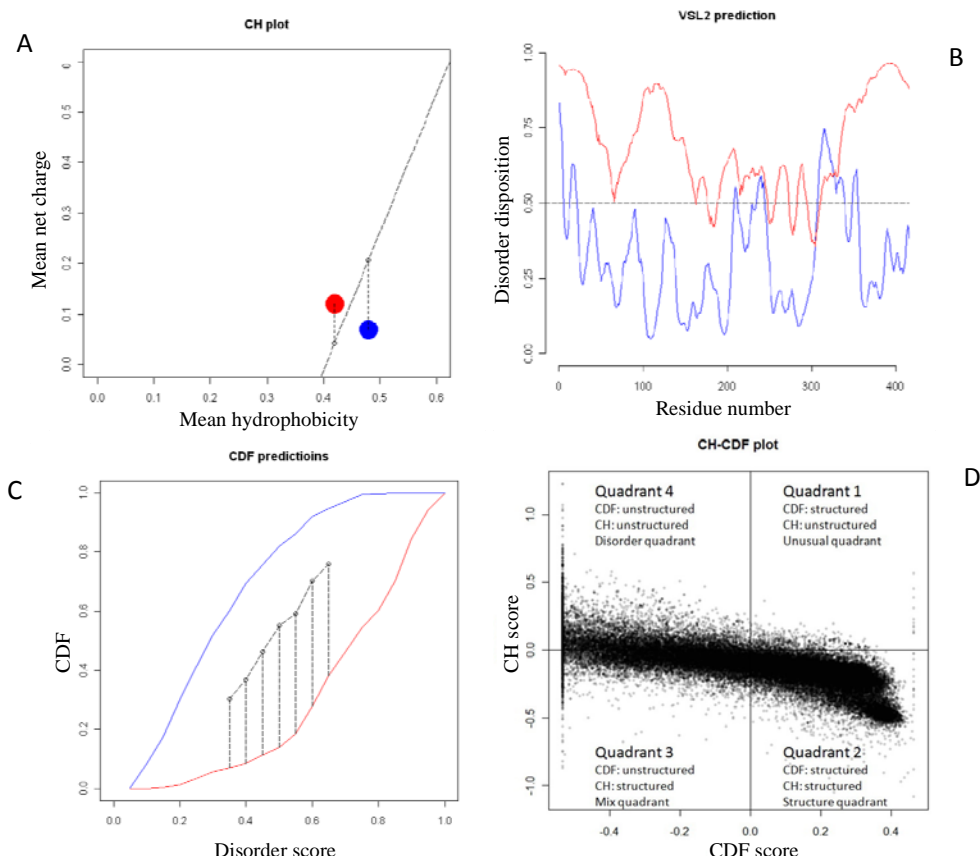 A
CH plot
Mean net charge
0.0
0.1
0.2
0.3
0.4
0.5
0.0
0.1
0.2
0.3
0.4
0.5
0.6
Mean hydrophobicity
VSL2 prediction
B
Disorder disposition
0.00
0.25
0.50
0.75
1.00
0
100
200
300
400
Residue number
C
CDF predictioins
CDF
0.0
0.2
0.4
0.6
0.8
1.0
0.0
0.2
0.4
0.6
0.8
1.0
Disorder score
CH-CDF plot
D
Quadrant 4
CDF: unstructured
CH: unstructured
Disorder quadrant
Quadrant 1
CDF: structured
CH: unstructured
Unusual quadrant
Quadrant 3
CDF: unstructured
CH: structured
Mix quadrant
Quadrant 2
CDF: structured
CH: structured
Structure quadrant
CH score
1.0
0.5
0.0
-0.5
-1.0
-0.4
-0.2
0.0
0.2
0.4
CDF score